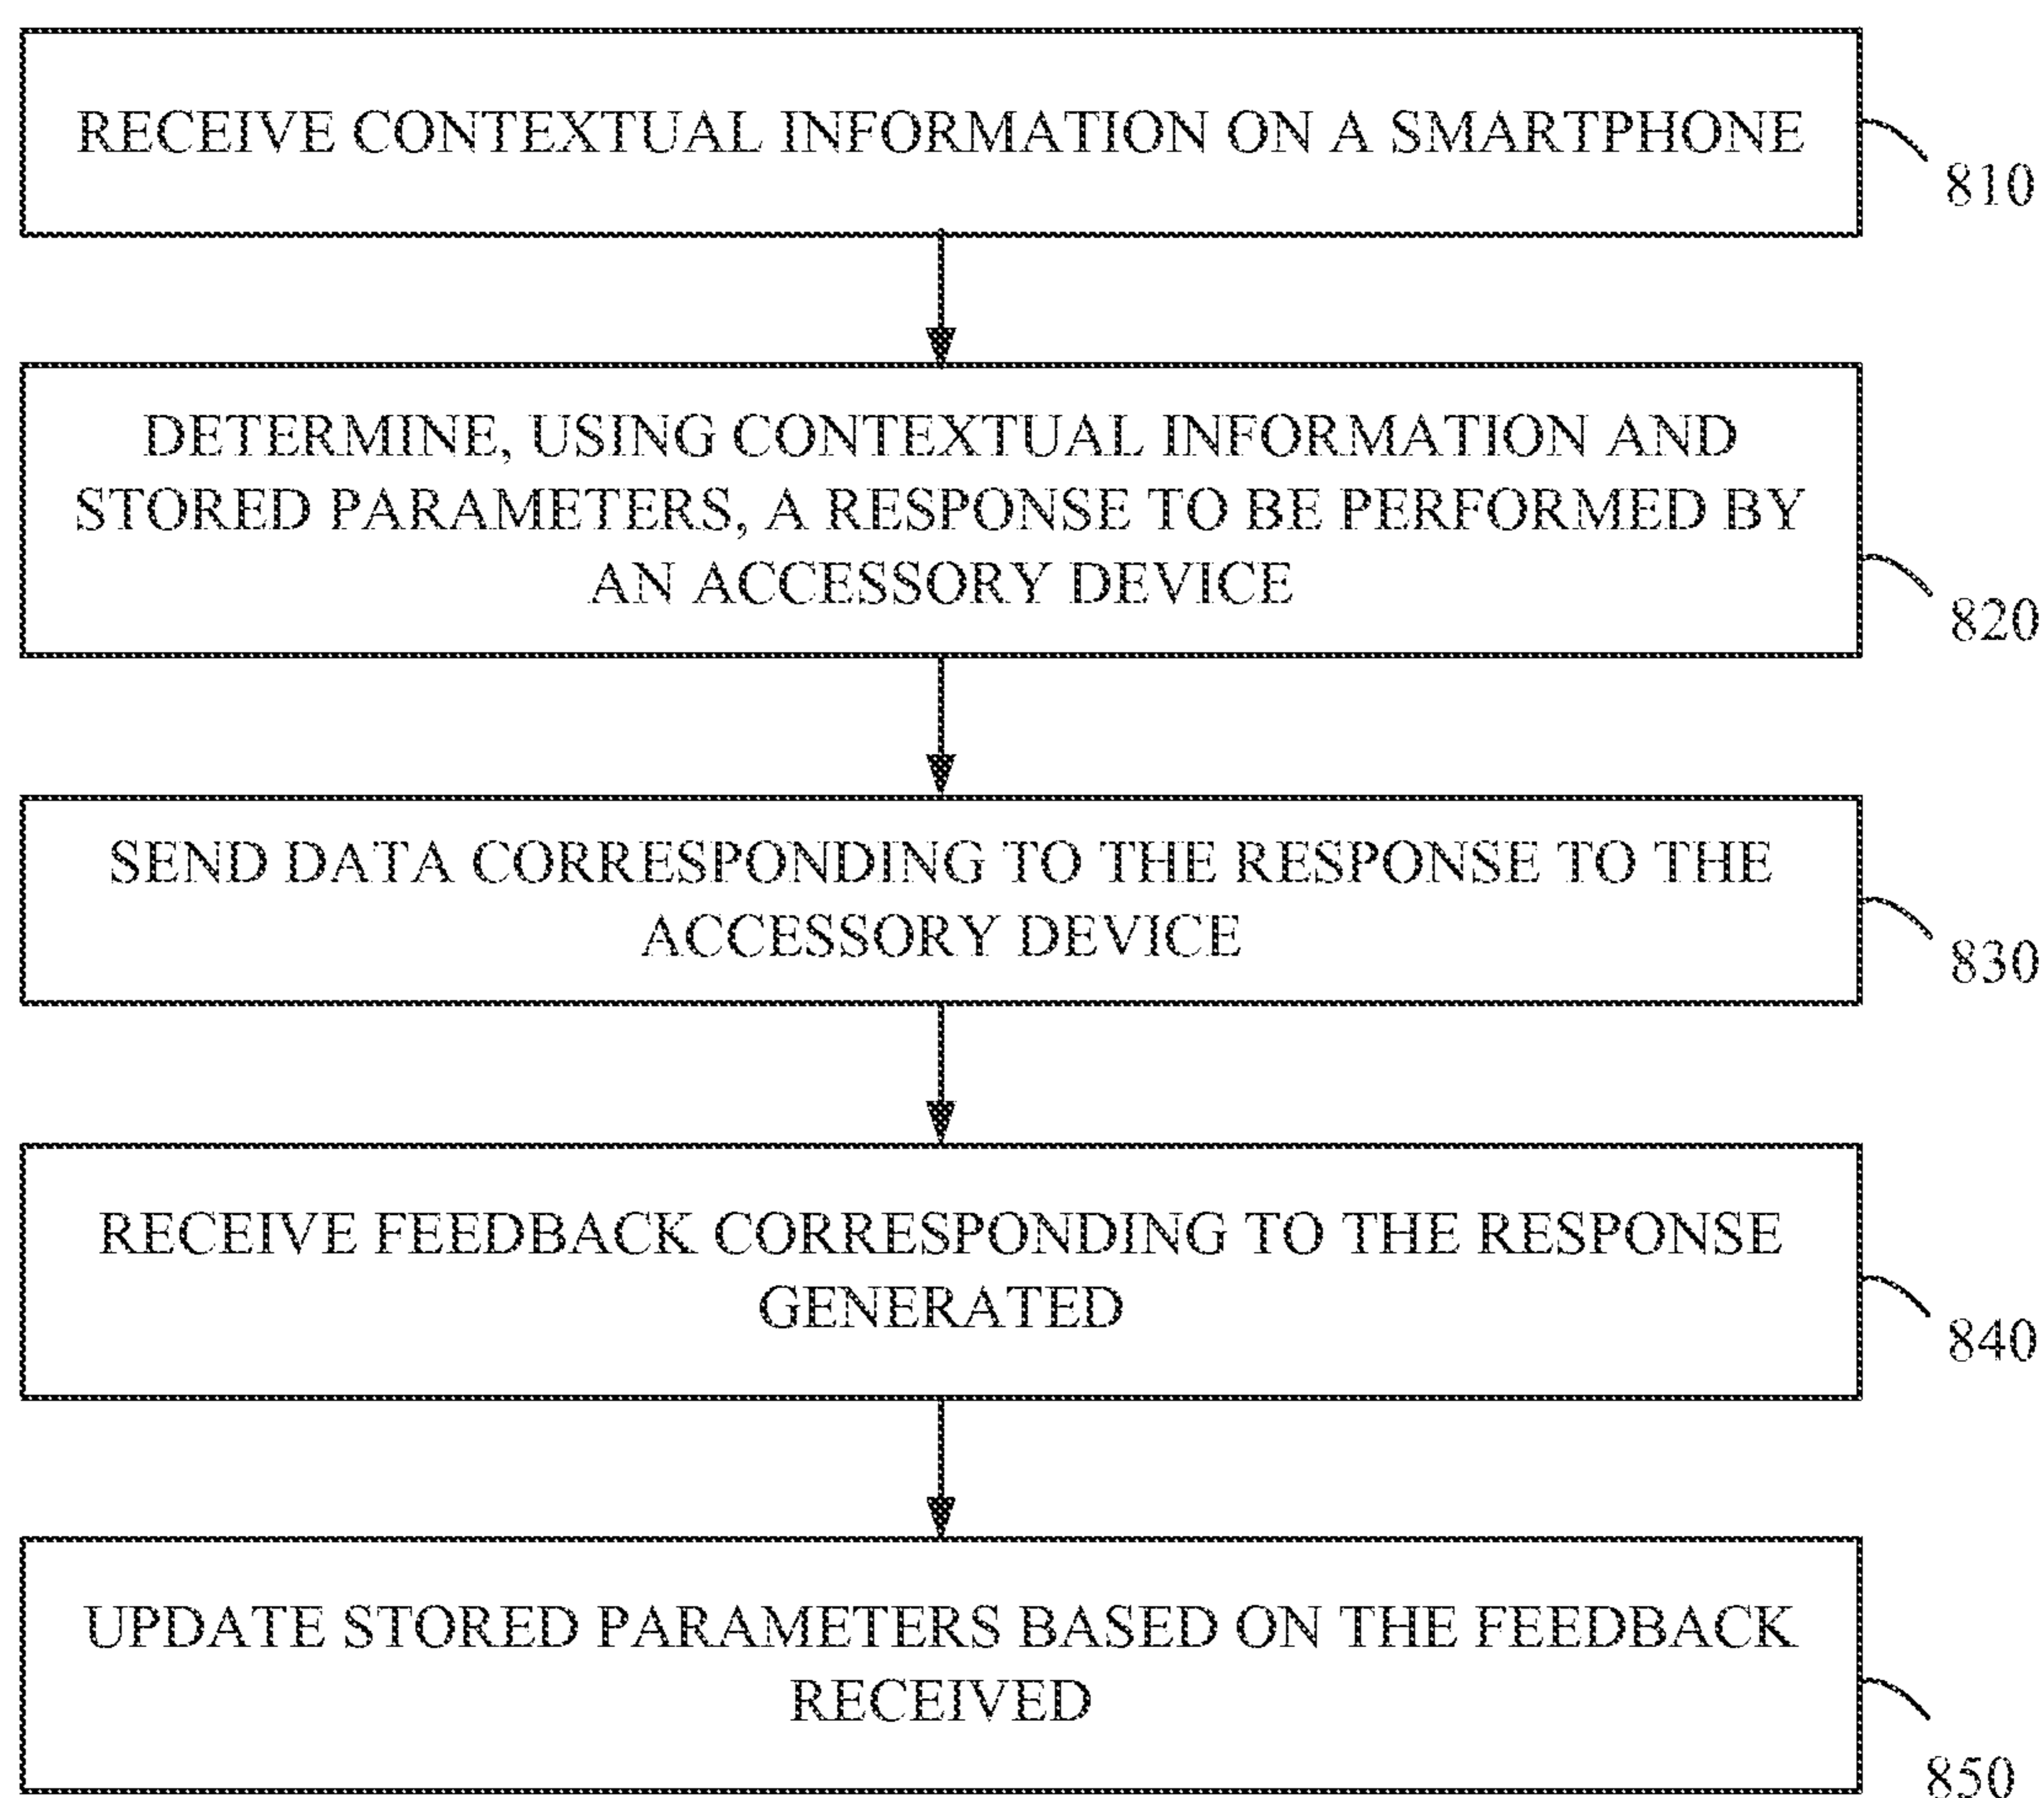 RECEIVE CONTEXTUAL INFORMATION ON A SMARTPHONE
810
DETERMINE, USING CONTEXTUAL INFORMATION AND
STORED PARAMETERS, A RESPONSE TO BE PERFORMED BY
AN ACCESSORY DEVICE
820
SEND DATA CORRESPONDING TO THE RESPONSE TO THE
ACCESSORY DEVICE
830
RECEIVE FEEDBACK CORRESPONDING TO THE RESPONSE
GENERATED
840
UPDATE STORED PARAMETERS BASED ON THE FEEDBACK
RECEIVED
850